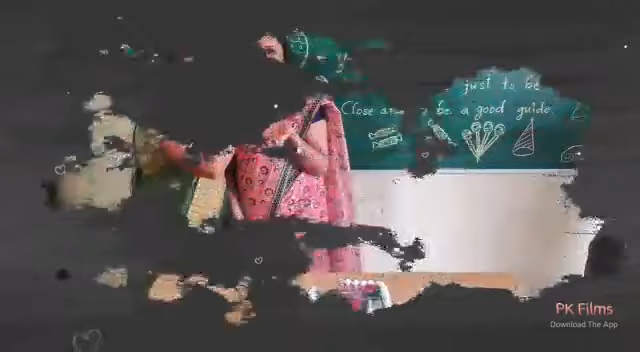 just to be
Close
be a good guide
PK Films
Download The App